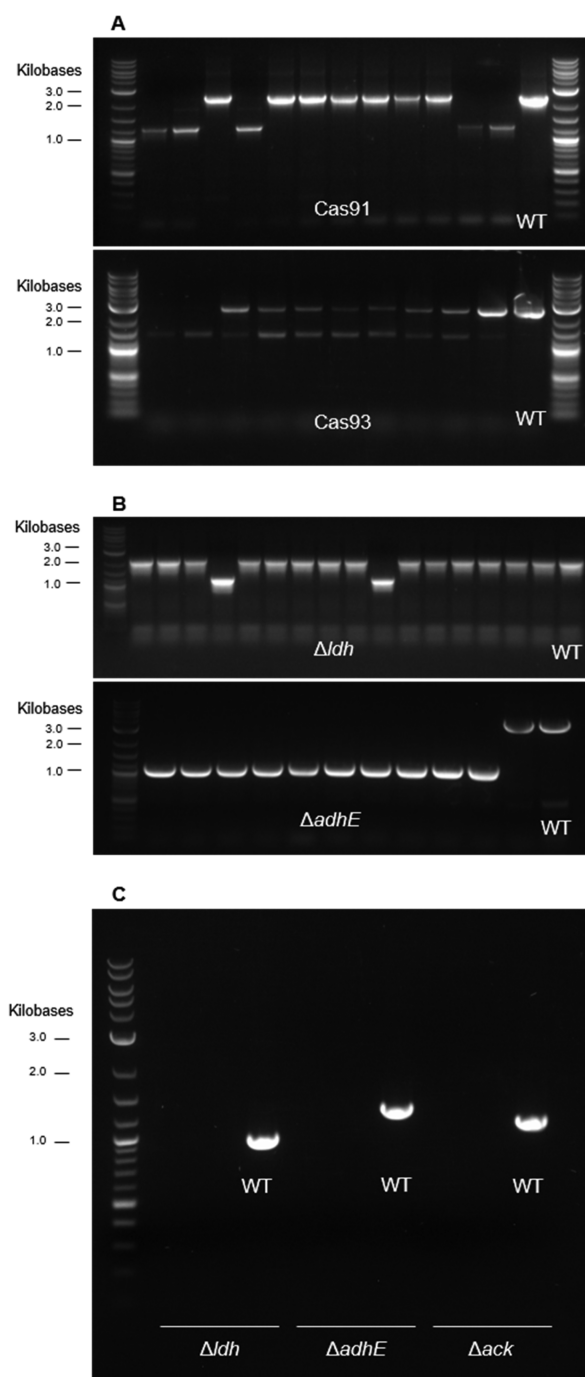 A
Kilobases
3.0 —
2.0 —
1.0 —
Cas91
WT
Kilobases
3.0 —
2.0 —
1.0 —
Cas93
WT
B
Kilobases
3.0 —
2.0 —
1.0 —
Δldh
WT
Kilobases
3.0 —
2.0 —
1.0 —
ΔadhE
WT
C
Kilobases
3.0 —
2.0 —
1.0 —
WT WT WT
Δldh ΔadhE Δack